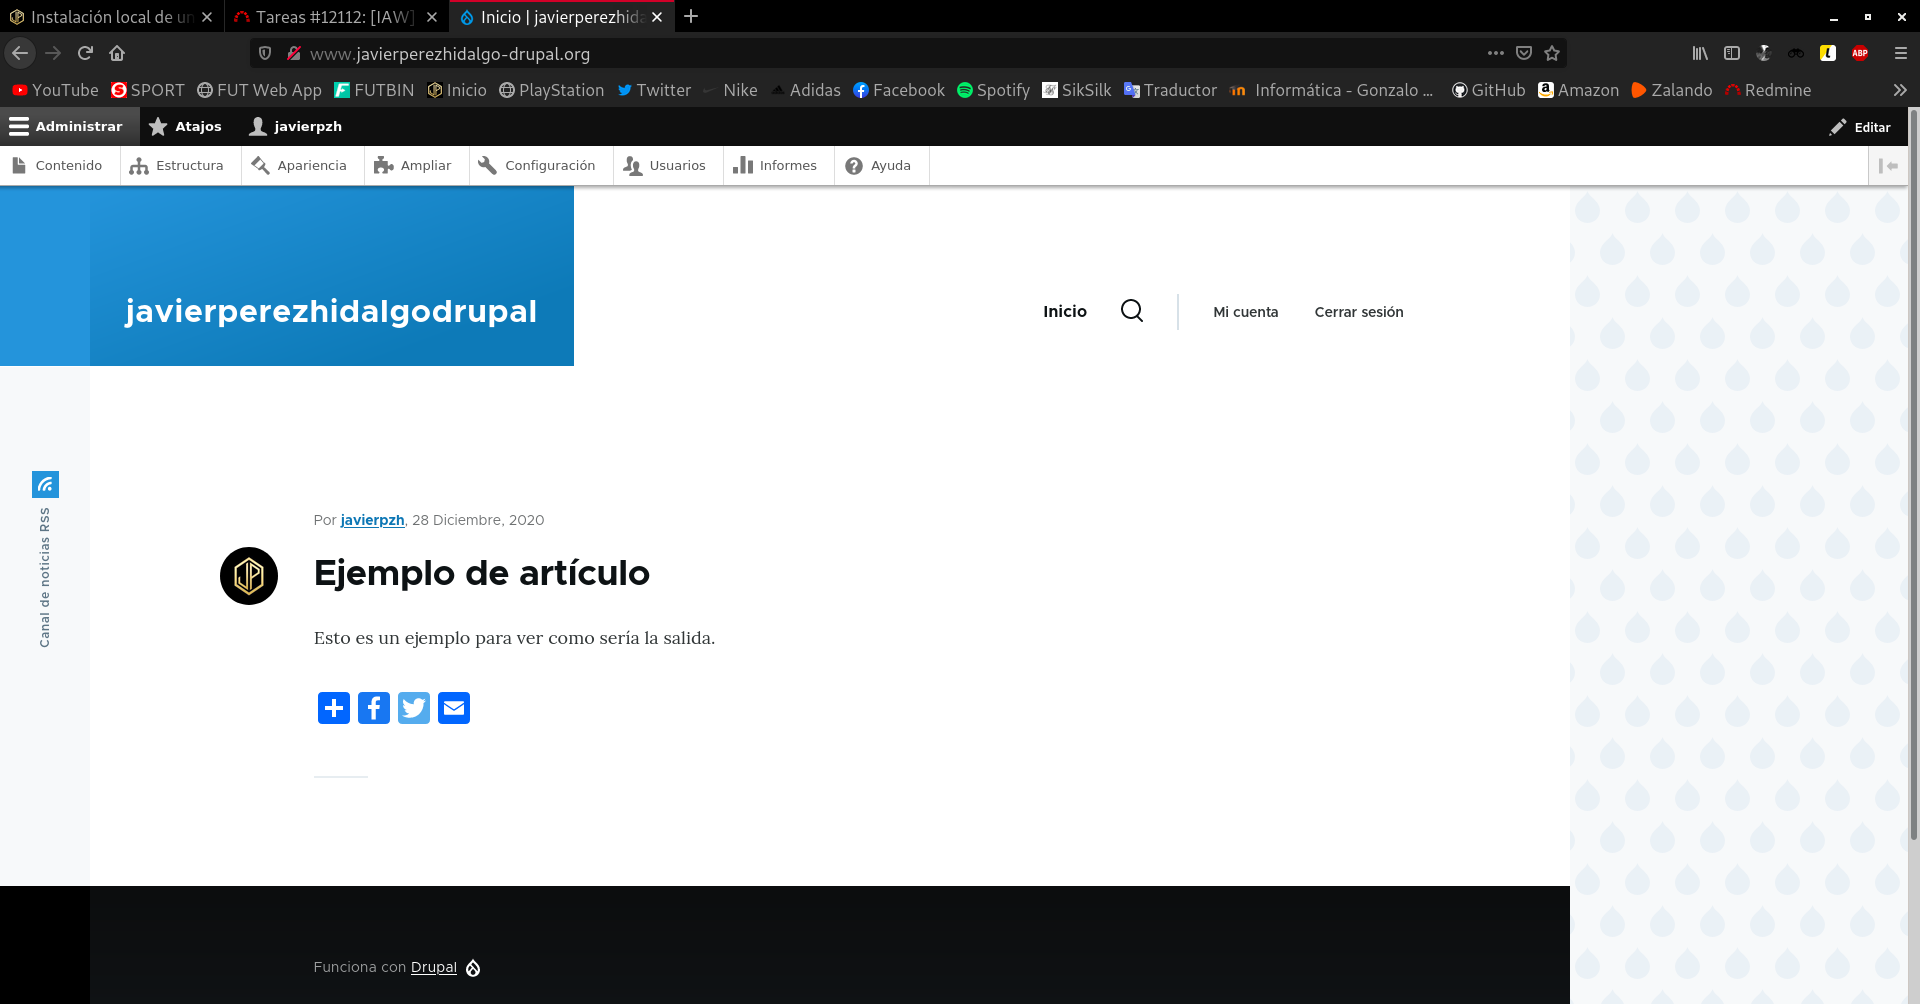 Instalación local de un
Tareas #12112: [IAW]
Inicio | javierperezhida
www.javierperezhidalgo-drupal.org
ABP
YouTube SPORT FUT Web App FUTBIN Inicio PlayStation Twitter Nike Adidas Facebook Spotify SikSilk Traductor Informática - Gonzalo ... GitHub Amazon Zalando Redmine
Administrar Atajos javierpzh Editar
Contenido Estructura Apariencia Ampliar Configuración Usuarios Informes Ayuda
javierperezhidalgodrupal
Inicio Mi cuenta Cerrar sesión
Canal de noticias RSS
Por javierpzh, 28 Diciembre, 2020
Ejemplo de artículo
Esto es un ejemplo para ver como sería la salida.
Funciona con Drupal